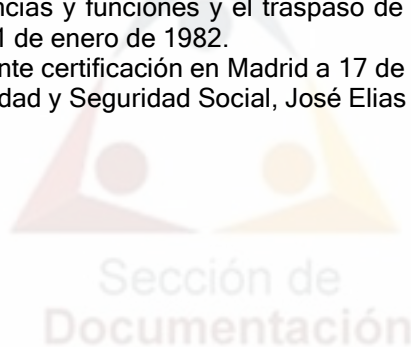 ncias y funciones y el traspaso de
1 de enero de 1982.
nte certificación en Madrid a 17 de
dad y Seguridad Social, José Elias
Sección de
Documentación